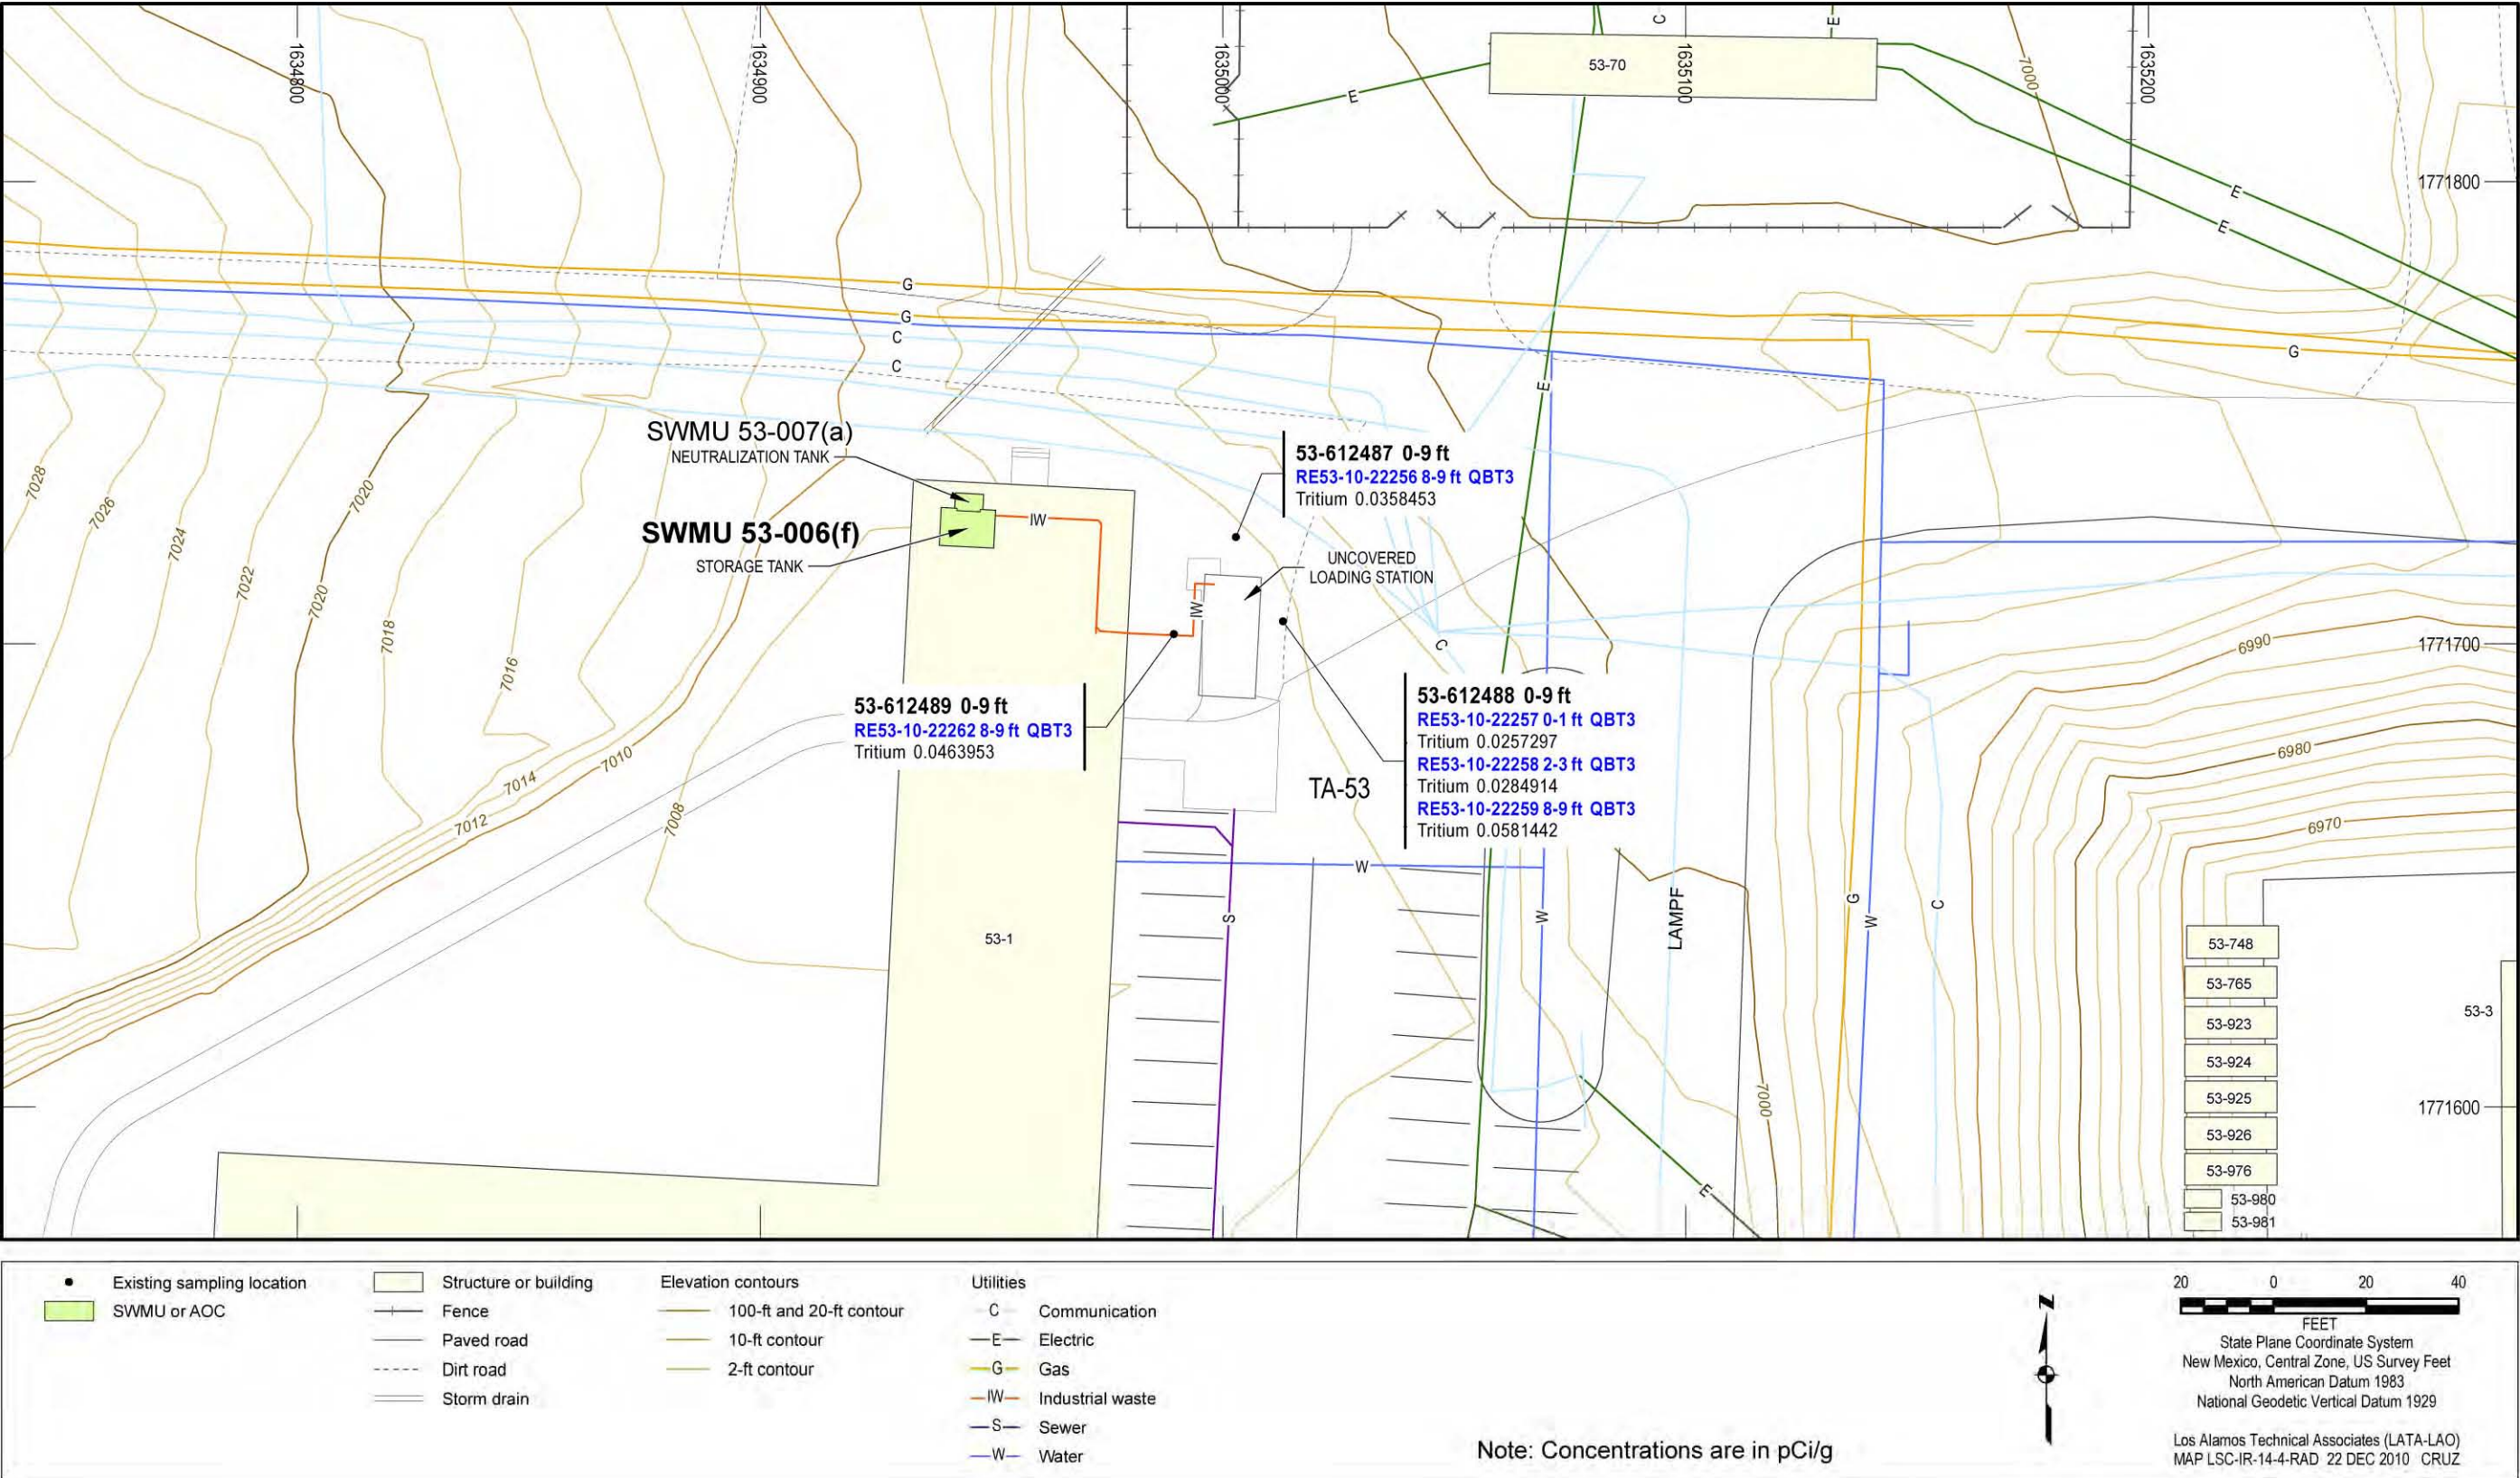 1634800
1634900
1635000
1635100
1635200
C
E
53-70
7000
E
1771800
E
E
G
G
C
C
G
E
SWMU 53-007(a)
NEUTRALIZATION TANK
SWMU 53-006(f)
STORAGE TANK
IW
53-612487 0-9 ft
RE53-10-22256 8-9 ft QBT3
Tritium 0.0358453
UNCOVERED
LOADING STATION
IW
C
7028
7026
7024
7022
7020
7020
7018
7016
7014
7012
7010
7008
6990
1771700
6980
6970
53-612489 0-9 ft
RE53-10-22262 8-9 ft QBT3
Tritium 0.0463953
53-612488 0-9 ft
RE53-10-22257 0-1 ft QBT3
Tritium 0.0257297
RE53-10-22258 2-3 ft QBT3
Tritium 0.0284914
RE53-10-22259 8-9 ft QBT3
Tritium 0.0581442
TA-53
W
S
W
LAMPF
G
W
C
53-1
53-748
53-765
53-923
53-924
53-925
53-926
53-976
53-980
53-981
53-3
1771600
7000
E
Existing sampling location
SWMU or AOC
Structure or building
Fence
Paved road
Dirt road
Storm drain
Elevation contours
100-ft and 20-ft contour
10-ft contour
2-ft contour
Utilities
C Communication
E Electric
G Gas
IW Industrial waste
S Sewer
W Water
Note: Concentrations are in pCi/g
N
20 0 20 40
FEET
State Plane Coordinate System
New Mexico, Central Zone, US Survey Feet
North American Datum 1983
National Geodetic Vertical Datum 1929
Los Alamos Technical Associates (LATA-LAO)
MAP LSC-IR-14-4-RAD 22 DEC 2010 CRUZ